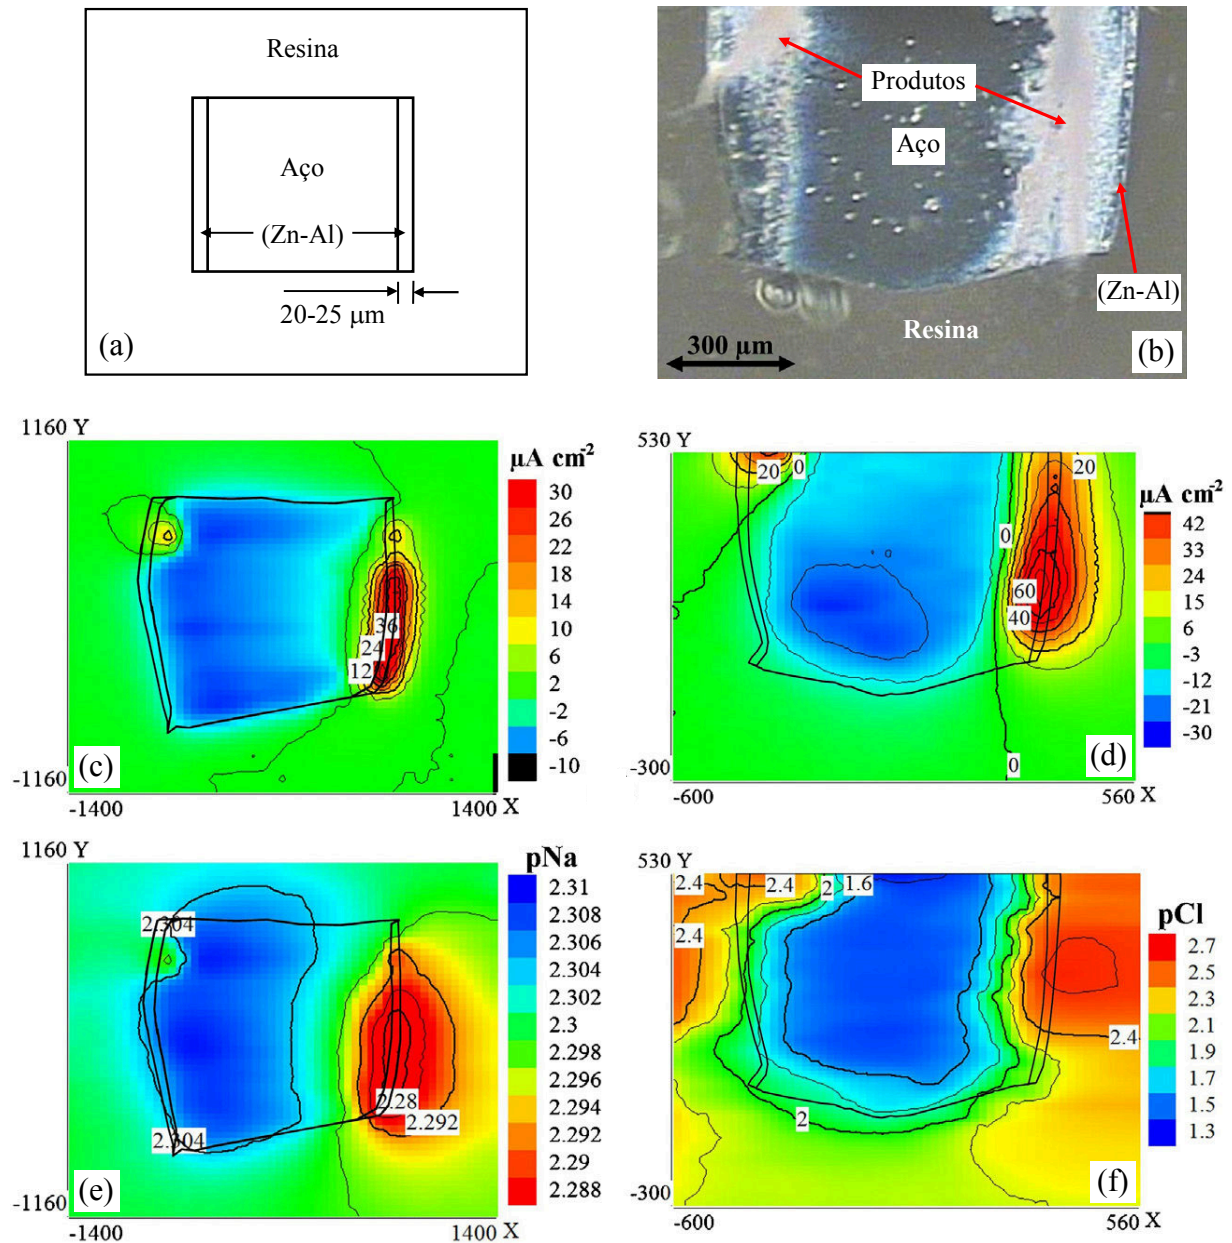 Resina
Aço
(Zn-Al)
20-25 µm
(a)
Produtos
Aço
(Zn-Al)
Resina
300 µm
(b)
1160 Y
µA cm-2
30
26
22
18
14
10
6
2
-2
-6
-10
36
24
12
(c)
-1160
-1400
1400 X
530 Y
20
0
20
0
60
40
0
µA cm-2
42
33
24
15
6
-3
-12
-21
-30
(d)
-300
-600
560 X
1160 Y
pNa
2.31
2.308
2.306
2.304
2.302
2.3
2.298
2.296
2.294
2.292
2.29
2.288
2.304
2.28
2.292
2.304
(e)
-1160
-1400
1400 X
530 Y
2.4
2.4
2
1.6
2.4
2.4
2
pCl
2.7
2.5
2.3
2.1
1.9
1.7
1.5
1.3
(f)
-300
-600
560 X